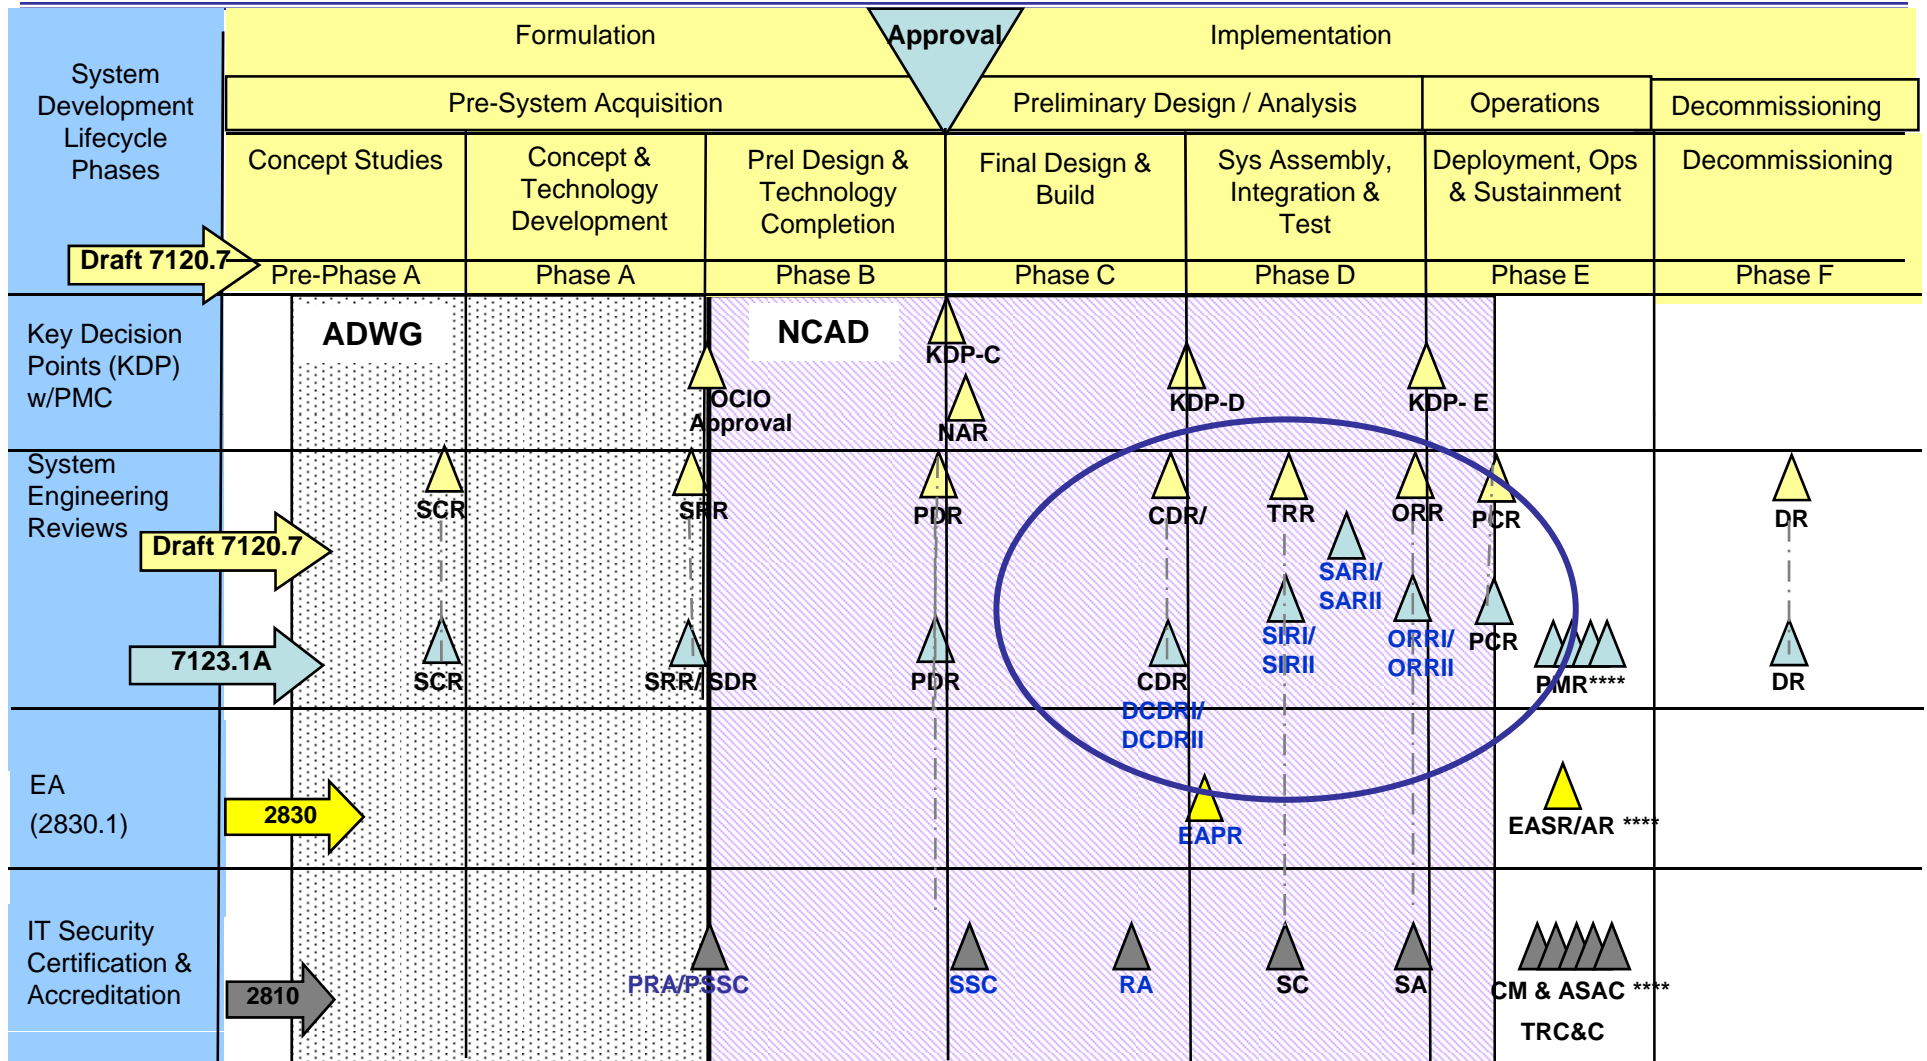 Formulation
Approval
Implementation
System
Development
Lifecycle
Phases
Pre-System Acquisition
Preliminary Design / Analysis
Operations
Decommissioning
Concept Studies
Concept &
Technology
Development
Prel Design &
Technology
Completion
Final Design &
Build
Sys Assembly,
Integration &
Test
Deployment, Ops
& Sustainment
Decommissioning
Draft 7120.7
Pre-Phase A
Phase A
Phase B
Phase C
Phase D
Phase E
Phase F
Key Decision
Points (KDP)
w/PMC
ADWG
NCAD
OCIO
Approval
KDP-C
NAR
KDP-D
KDP- E
System
Engineering
Reviews
Draft 7120.7
SCR
SRR
PDR
CDR/
TRR
ORR
PCR
DR
SARI/
SARII
7123.1A
SCR
SRR/ SDR
PDR
CDR
DCDRI/
DCDRII
SIRI/
SIRII
ORRI/
ORRII
PCR
PMR****
DR
EA
(2830.1)
2830
EAPR
EASR/AR ****
IT Security
Certification &
Accreditation
2810
PRA/PSSC
SSC
RA
SC
SA
CM & ASAC ****
TRC&C